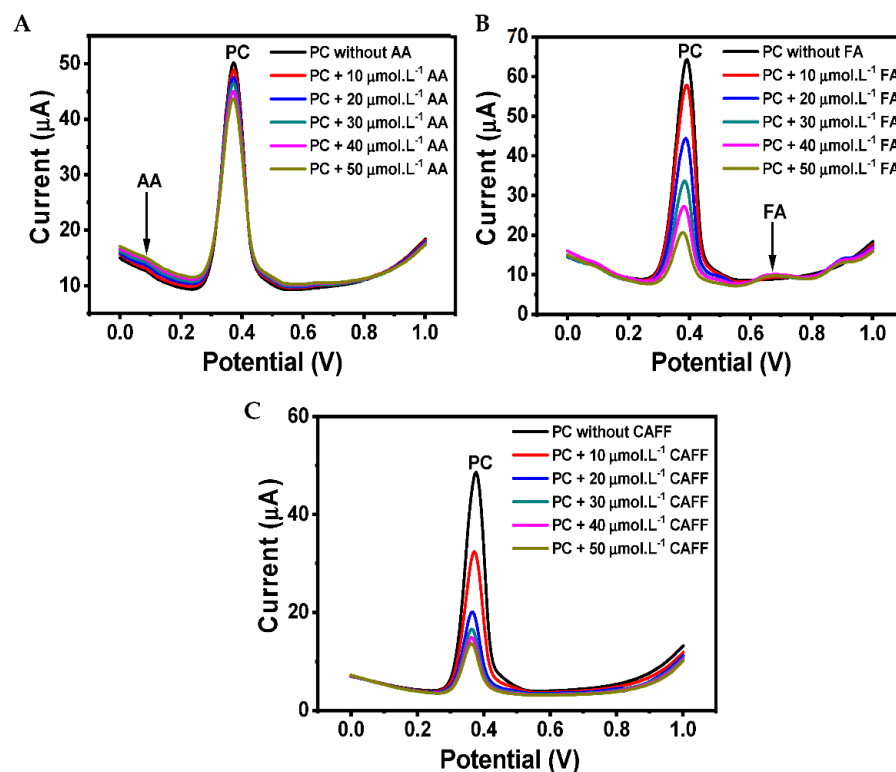 A
PC
PC without AA
PC + 10 μmol.L⁻¹ AA
PC + 20 μmol.L⁻¹ AA
PC + 30 μmol.L⁻¹ AA
PC + 40 μmol.L⁻¹ AA
PC + 50 μmol.L⁻¹ AA
AA
50
40
30
20
10
Current (μA)
0.0 0.2 0.4 0.6 0.8 1.0
Potential (V)
B
PC
PC without FA
PC + 10 μmol.L⁻¹ FA
PC + 20 μmol.L⁻¹ FA
PC + 30 μmol.L⁻¹ FA
PC + 40 μmol.L⁻¹ FA
PC + 50 μmol.L⁻¹ FA
FA
70
60
50
40
30
20
10
0
Current (μA)
0.0 0.2 0.4 0.6 0.8 1.0
Potential (V)
C
PC
PC without CAFF
PC + 10 μmol.L⁻¹ CAFF
PC + 20 μmol.L⁻¹ CAFF
PC + 30 μmol.L⁻¹ CAFF
PC + 40 μmol.L⁻¹ CAFF
PC + 50 μmol.L⁻¹ CAFF
60
40
20
0
Current (μA)
0.0 0.2 0.4 0.6 0.8 1.0
Potential (V)